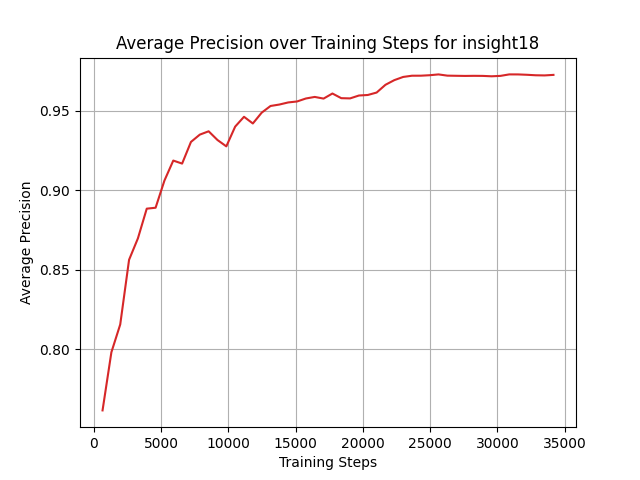 Average Precision over Training Steps for insight18
Average Precision
0.95
0.90
0.85
0.80
0 5000 10000 15000 20000 25000 30000 35000
Training Steps